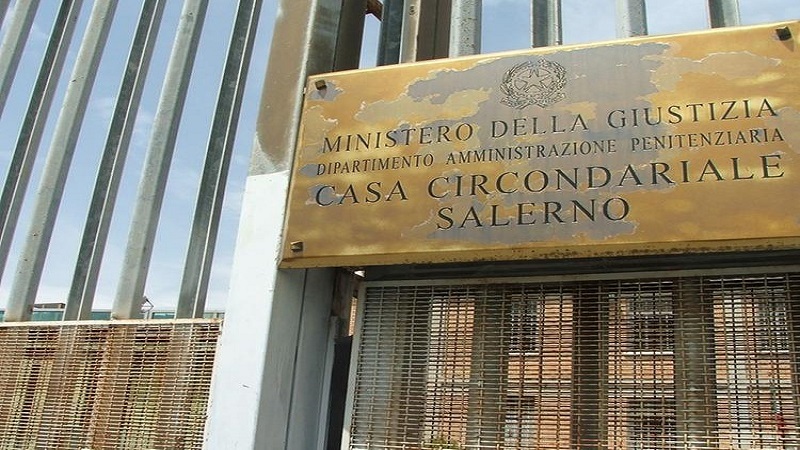 MINISTERO DELLA GIUSTIZIA
DIPARTIMENTO AMMINISTRAZIONE PENITENZIARIA
CASA CIRCONDARIALE
SALERNO